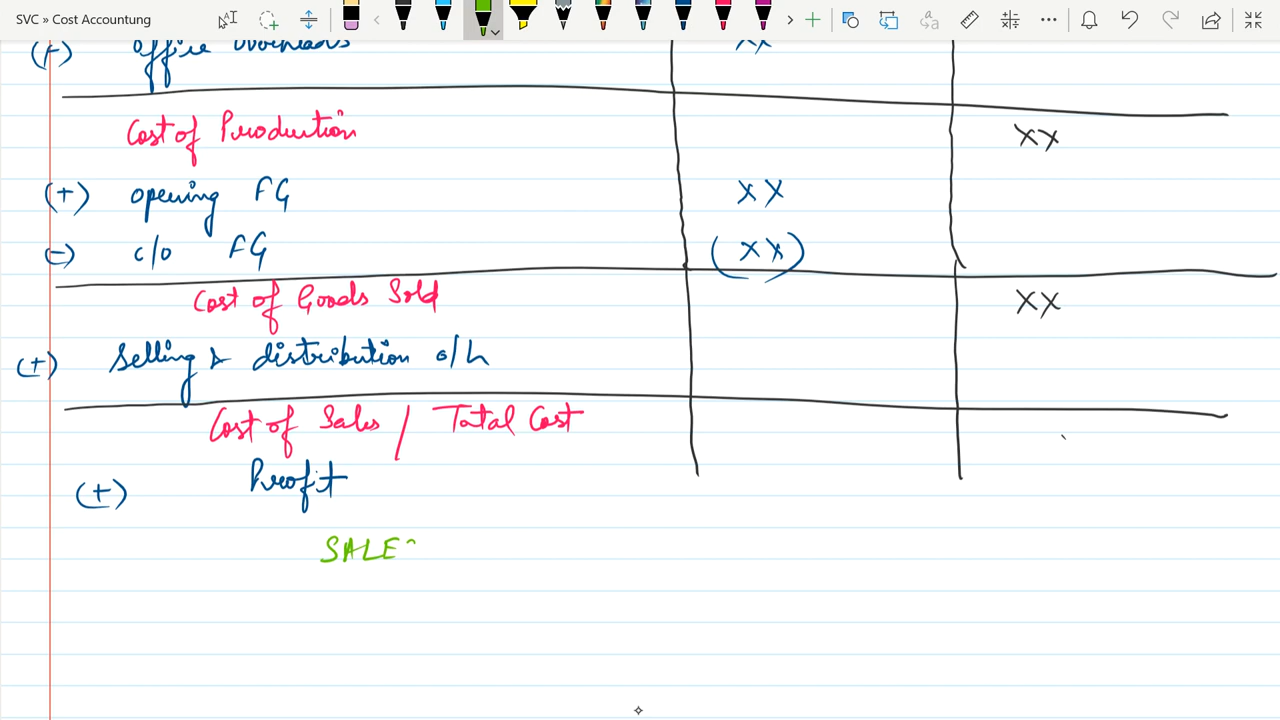 SVC » Cost Accountung
(+) office overheads XX
Cost of Production XX
(+) opening FG XX
(-) c/o FG (XX)
Cost of Goods Sold XX
(+) Selling & distribution o/h
Cost of Sales / Total Cost
(+) Profit
SALE